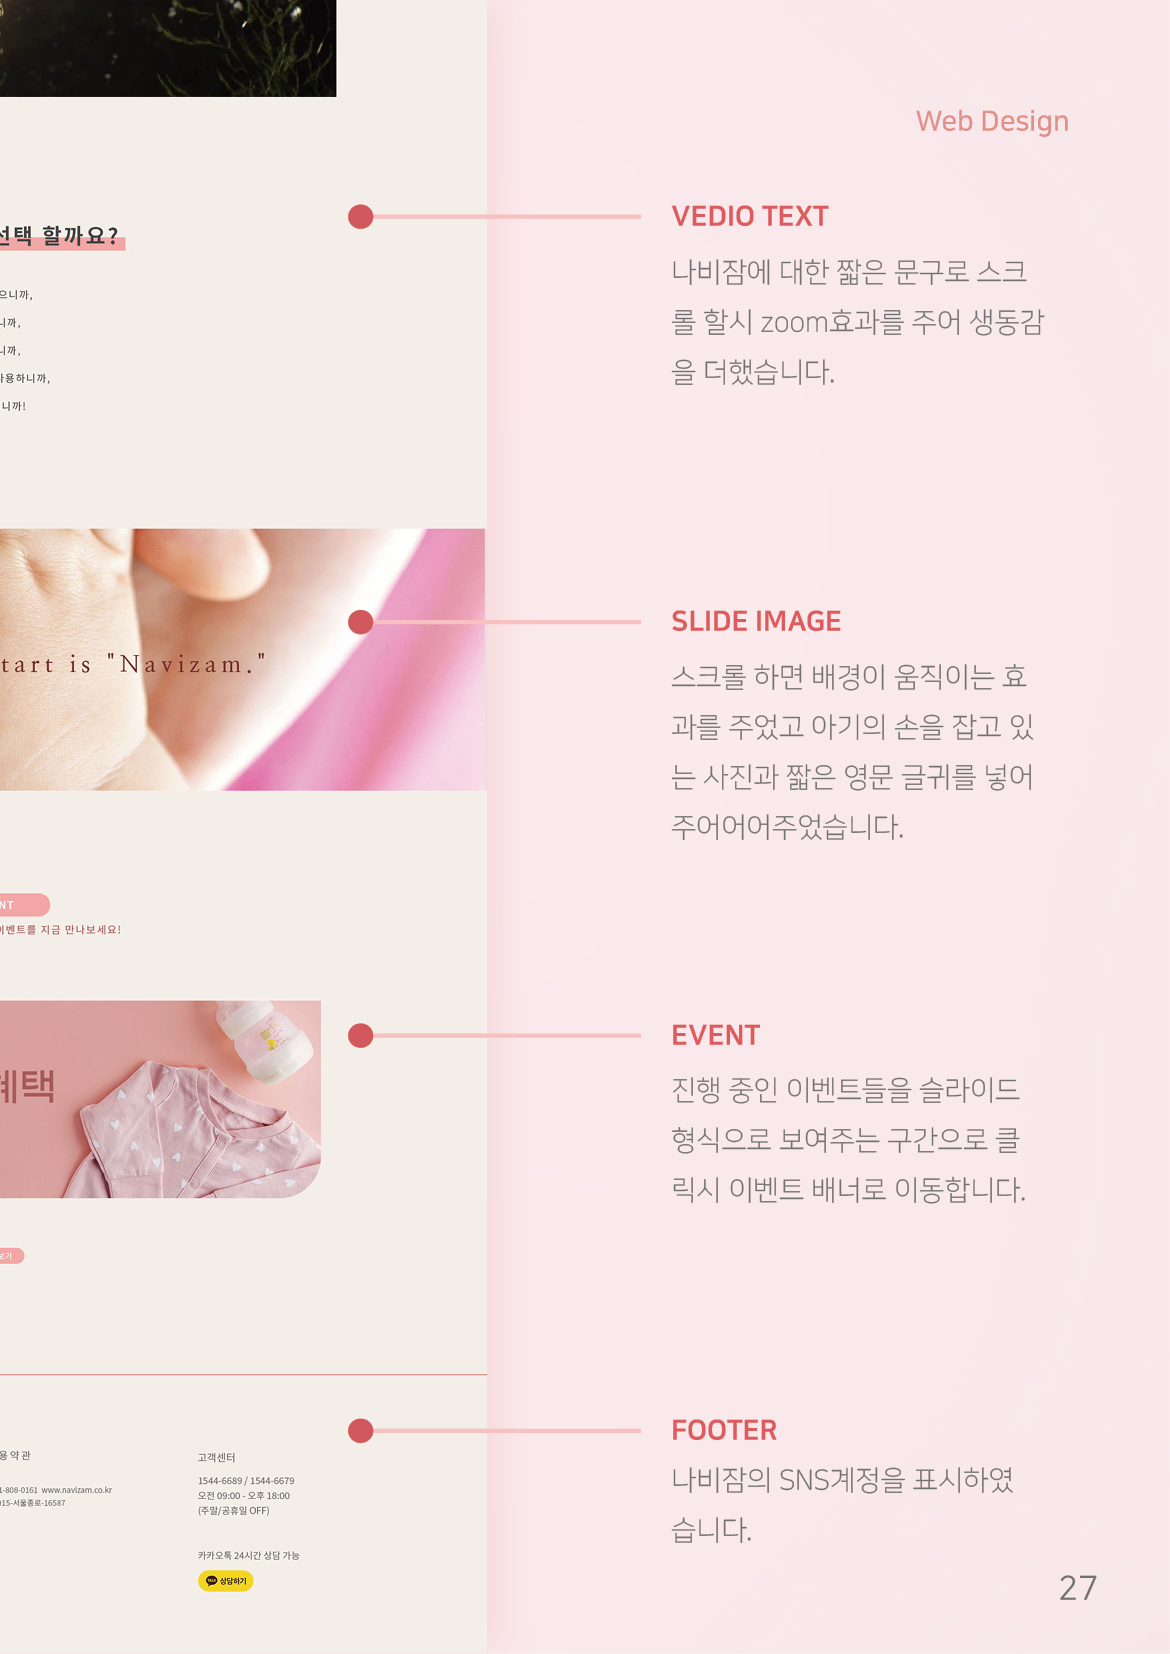 Web Design
선택 할까요?
으니까,
니까,
니까,
사용하니까,
니까!
tart is "Navizam."
NT
이벤트를 지금 만나보세요!
혜택
보기
용약관
1-808-0161 www.navizam.co.kr
015-서울종로-16587
고객센터
1544-6689 / 1544-6679
오전 09:00 - 오후 18:00
(주말/공휴일 OFF)
카카오톡 24시간 상담 가능
상담하기
VEDIO TEXT
나비잠에 대한 짧은 문구로 스크
롤 할시 zoom효과를 주어 생동감
을 더했습니다.
SLIDE IMAGE
스크롤 하면 배경이 움직이는 효
과를 주었고 아기의 손을 잡고 있
는 사진과 짧은 영문 글귀를 넣어
주어어어주었습니다.
EVENT
진행 중인 이벤트들을 슬라이드
형식으로 보여주는 구간으로 클
릭시 이벤트 배너로 이동합니다.
FOOTER
나비잠의 SNS계정을 표시하였
습니다.
27